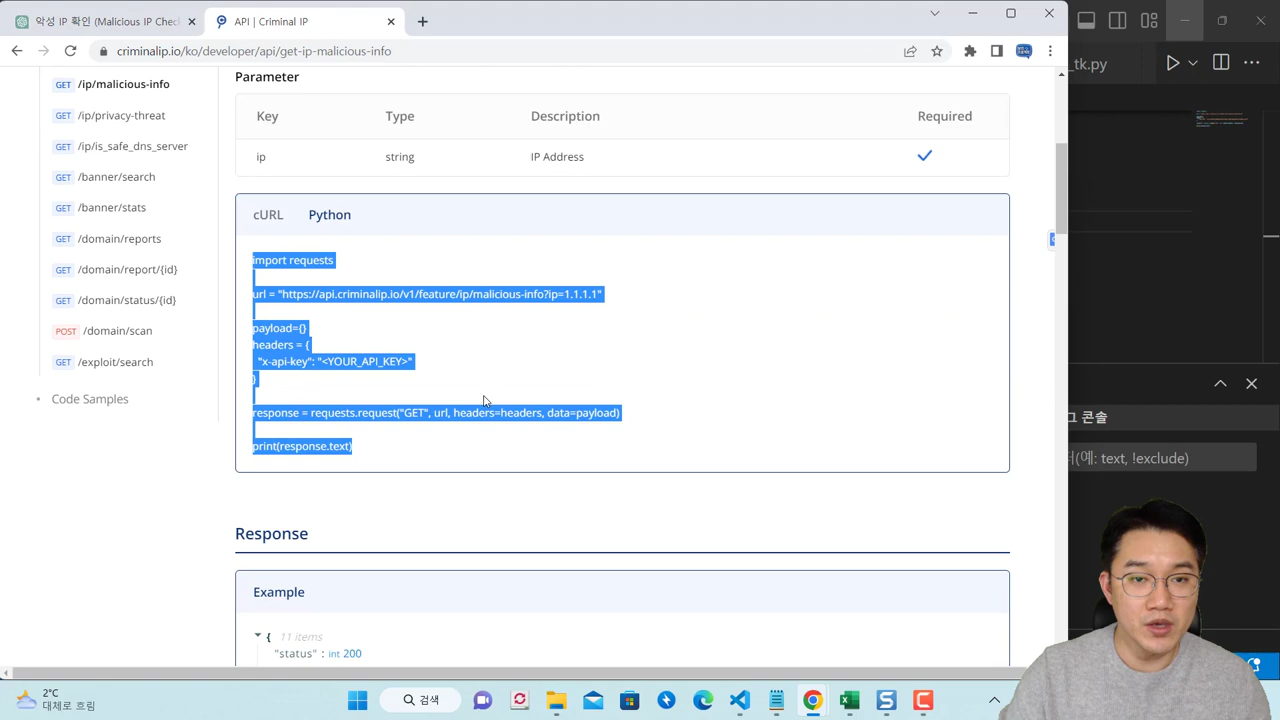 악성 IP 확인 (Malicious IP Chec
API | Criminal IP
criminalip.io/ko/developer/api/get-ip-malicious-info
_tk.py
GET /ip/malicious-info
GET /ip/privacy-threat
GET /ip/is_safe_dns_server
GET /banner/search
GET /banner/stats
GET /domain/reports
GET /domain/report/{id}
GET /domain/status/{id}
POST /domain/scan
GET /exploit/search
Code Samples
Parameter
Key Type Description Required
ip string IP Address
cURL Python
import requests
url = "https://api.criminalip.io/v1/feature/ip/malicious-info?ip=1.1.1.1"
payload={}
headers = {
"x-api-key": "<YOUR_API_KEY>"
}
response = requests.request("GET", url, headers=headers, data=payload)
print(response.text)
Response
Example
{ 11 items
"status" : int 200
그 콘솔
터(예: text, !exclude)
2°C
대체로 흐림
검색